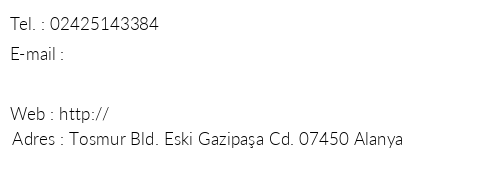 Tel. : 02425143384
E-mail :
Web : http://
Adres : Tosmur Bld. Eski Gazipaşa Cd. 07450 Alanya